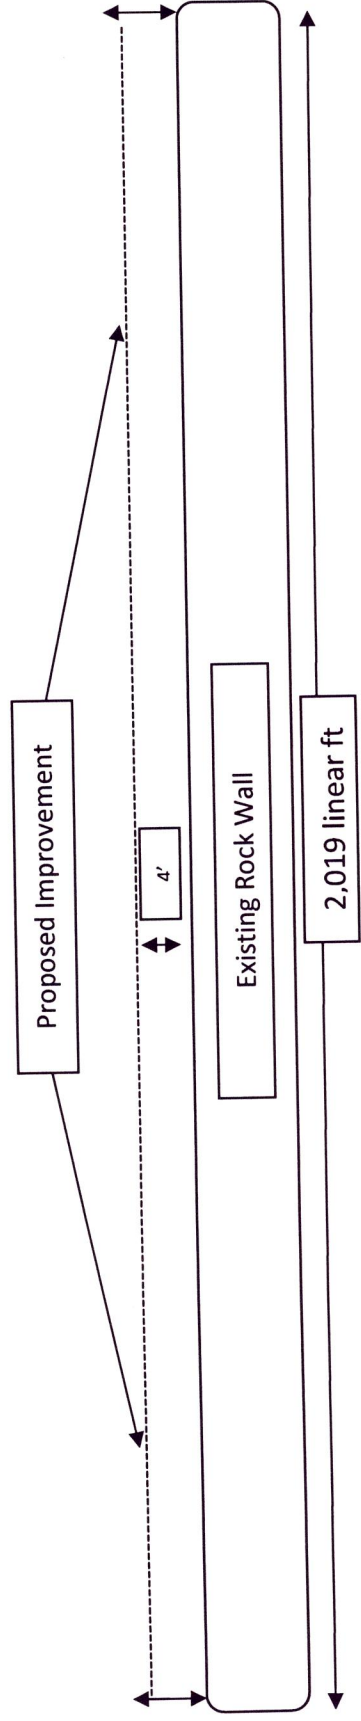 Proposed Improvement
4'
Existing Rock Wall
2,019 linear ft